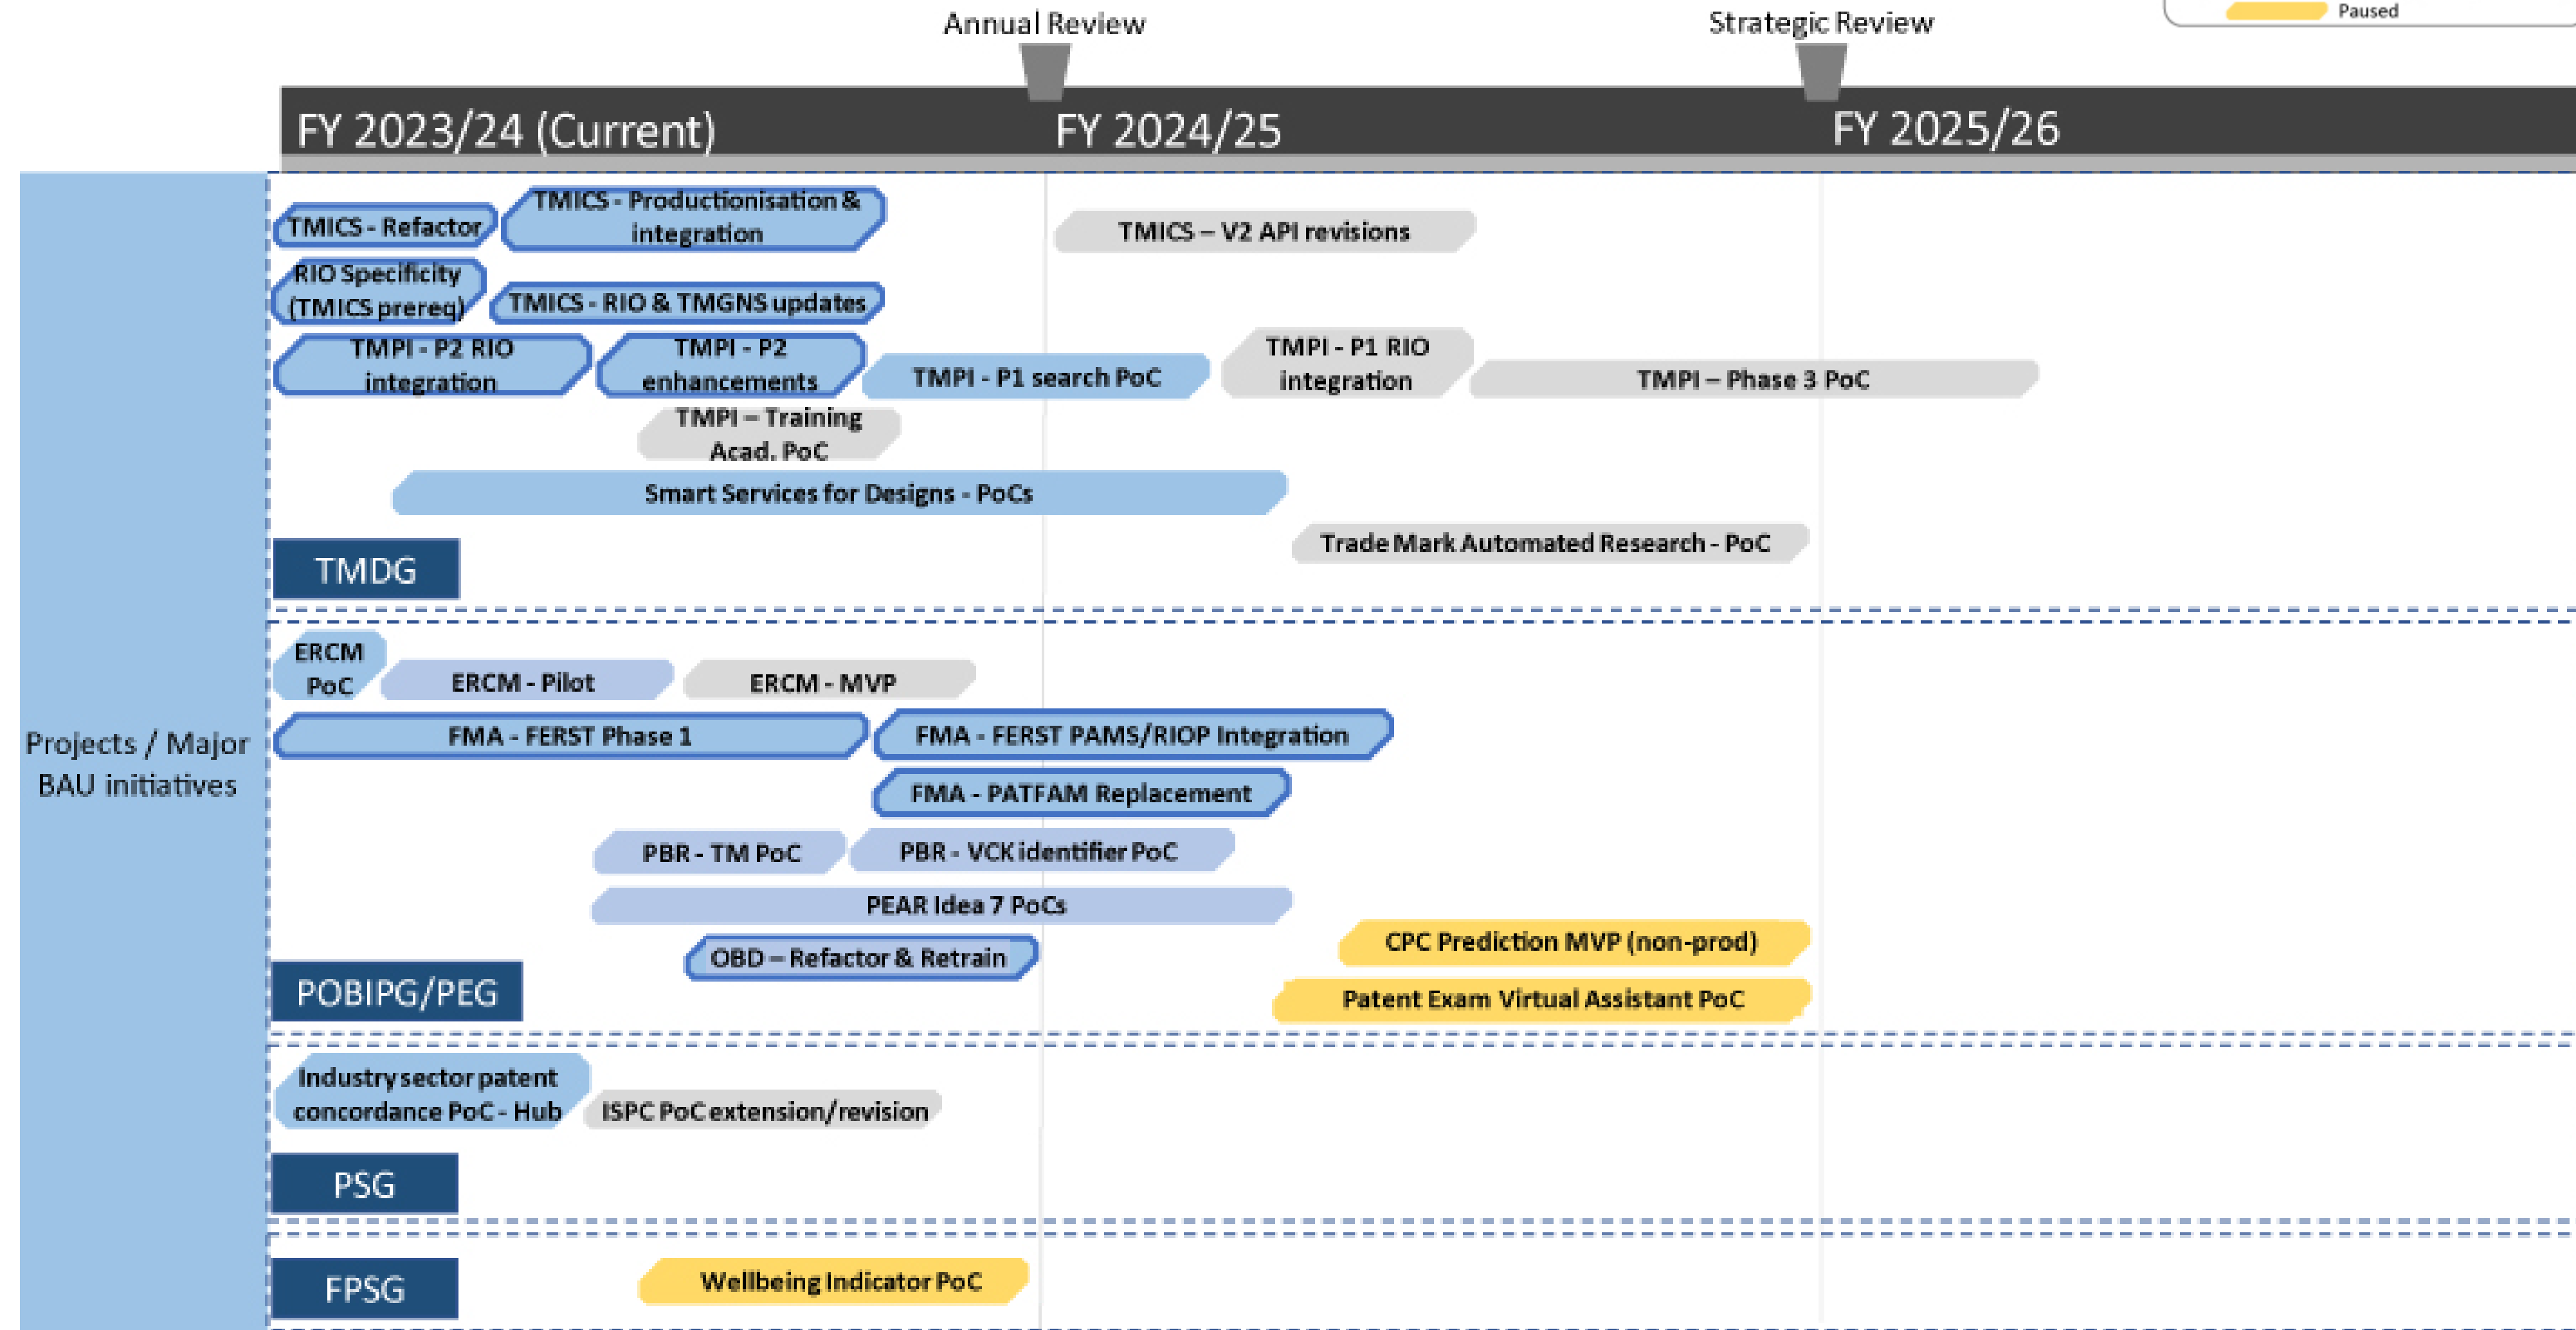 Paused
Annual Review
Strategic Review
FY 2023/24 (Current)
FY 2024/25
FY 2025/26
Projects / Major
BAU initiatives
TMICS - Refactor
TMICS - Productionisation &
integration
TMICS – V2 API revisions
RIO Specificity
(TMICS prereq)
TMICS - RIO & TMGNS updates
TMPI - P2 RIO
integration
TMPI - P2
enhancements
TMPI - P1 search PoC
TMPI - P1 RIO
integration
TMPI – Phase 3 PoC
TMPI – Training
Acad. PoC
Smart Services for Designs - PoCs
Trade Mark Automated Research - PoC
TMDG
ERCM
PoC
ERCM - Pilot
ERCM - MVP
FMA - FERST Phase 1
FMA - FERST PAMS/RIOP Integration
FMA - PATFAM Replacement
PBR - TM PoC
PBR - VCK identifier PoC
PEAR Idea 7 PoCs
OBD – Refactor & Retrain
CPC Prediction MVP (non-prod)
Patent Exam Virtual Assistant PoC
POBIPG/PEG
Industry sector patent
concordance PoC - Hub
ISPC PoC extension/revision
PSG
Wellbeing Indicator PoC
FPSG